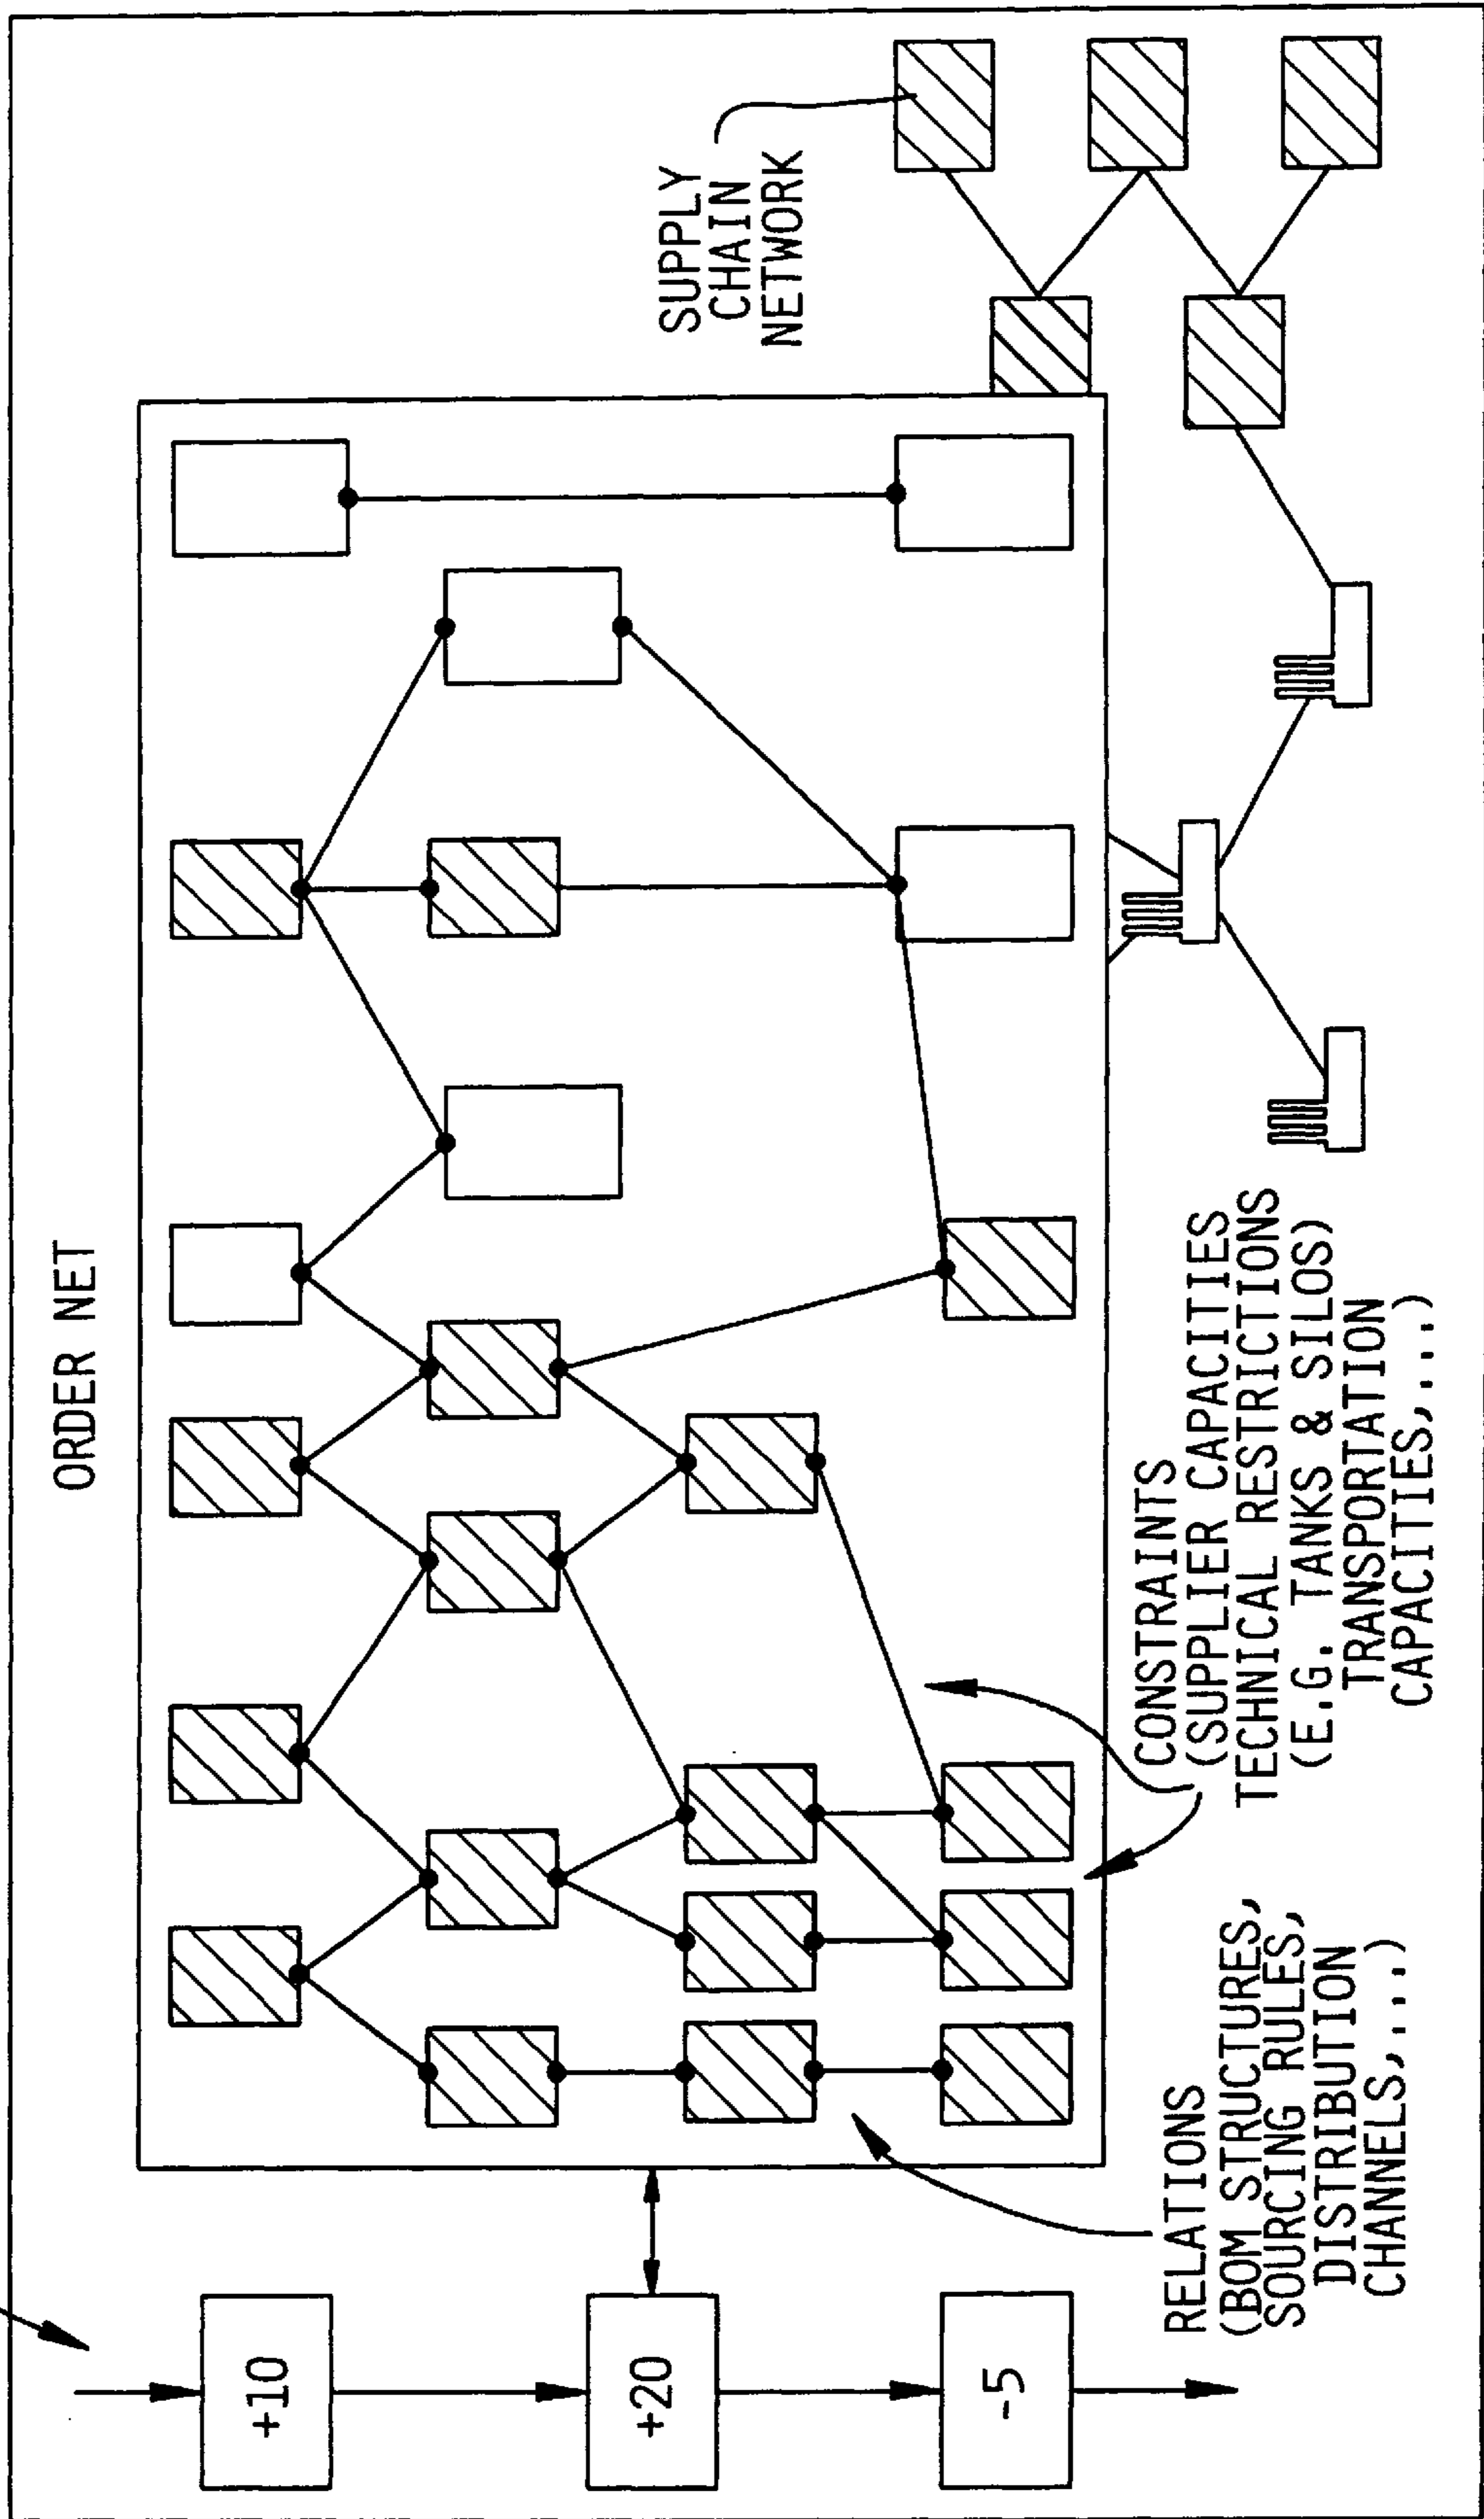 ORDER NET
+10
+20
-5
SUPPLY
CHAIN
NETWORK
RELATIONS
(BOM STRUCTURES,
SOURCING RULES,
DISTRIBUTION
CHANNELS,....)
CONSTRAINTS
(SUPPLIER CAPACITIES
TECHNICAL RESTRICTIONS
(E.G. TANKS & SILOS)
TRANSPORTATION
CAPACITIES,....)